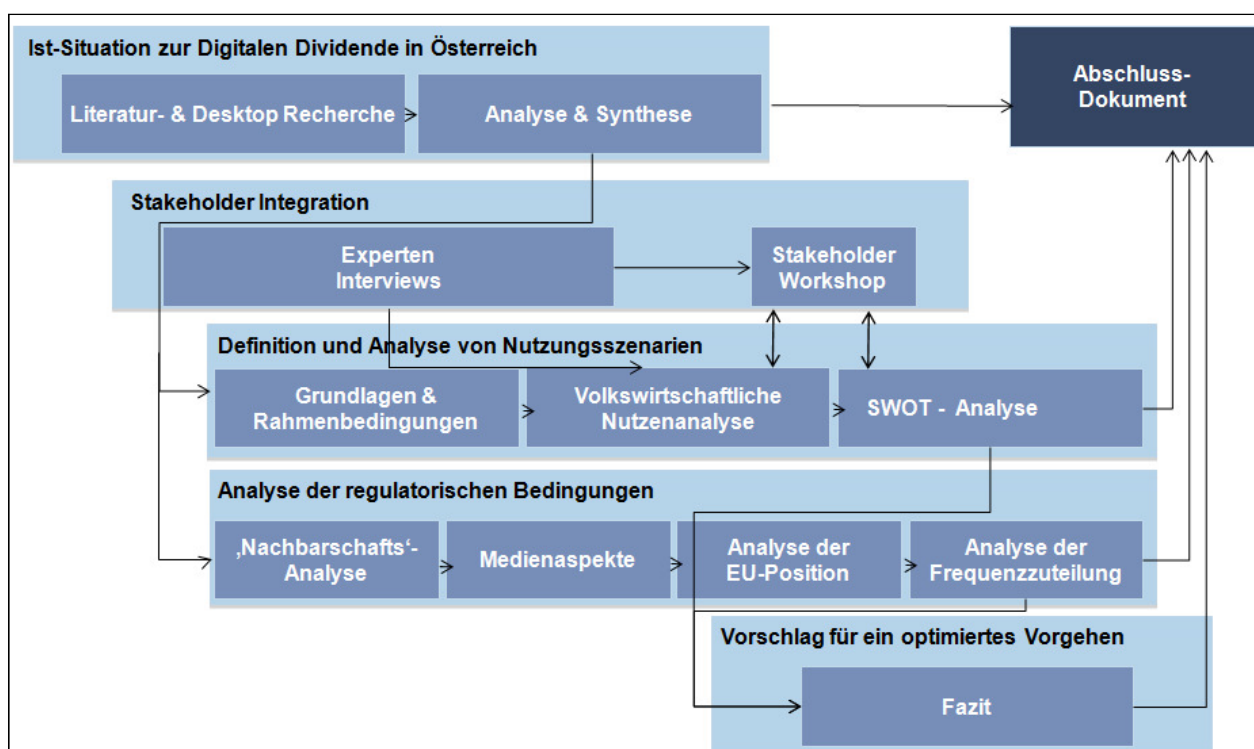 Ist-Situation zur Digitalen Dividende in Österreich
Literatur- & Desktop Recherche
Analyse & Synthese
Abschluss-
Dokument
Stakeholder Integration
Experten
Interviews
Stakeholder
Workshop
Definition und Analyse von Nutzungsszenarien
Grundlagen &
Rahmenbedingungen
Volkswirtschaftliche
Nutzenanalyse
SWOT - Analyse
Analyse der regulatorischen Bedingungen
‚Nachbarschafts‘-
Analyse
Medienaspekte
Analyse der
EU-Position
Analyse der
Frequenzzuteilung
Vorschlag für ein optimiertes Vorgehen
Fazit